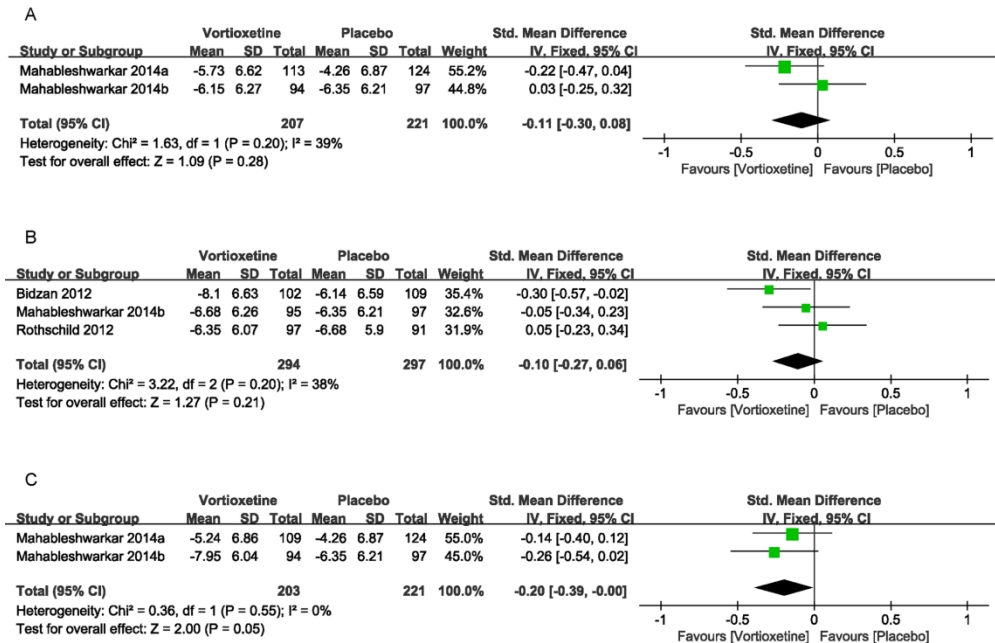 A
Vortioxetine Placebo Std. Mean Difference Std. Mean Difference
Study or Subgroup Mean SD Total Mean SD Total Weight IV, Fixed, 95% CI IV, Fixed, 95% CI
Mahableshwarkar 2014a -5.73 6.62 113 -4.26 6.87 124 55.2% -0.22 [-0.47, 0.04]
Mahableshwarkar 2014b -6.15 6.27 94 -6.35 6.21 97 44.8% 0.03 [-0.25, 0.32]
Total (95% CI) 207 221 100.0% -0.11 [-0.30, 0.08]
Heterogeneity: Chi² = 1.63, df = 1 (P = 0.20); I² = 39%
Test for overall effect: Z = 1.09 (P = 0.28)
-1 -0.5 0 0.5 1
Favours [Vortioxetine] Favours [Placebo]
B
Vortioxetine Placebo Std. Mean Difference Std. Mean Difference
Study or Subgroup Mean SD Total Mean SD Total Weight IV, Fixed, 95% CI IV, Fixed, 95% CI
Bidzan 2012 -8.1 6.63 102 -6.14 6.59 109 35.4% -0.30 [-0.57, -0.02]
Mahableshwarkar 2014b -6.68 6.26 95 -6.35 6.21 97 32.6% -0.05 [-0.34, 0.23]
Rothschild 2012 -6.35 6.07 97 -6.68 5.9 91 31.9% 0.05 [-0.23, 0.34]
Total (95% CI) 294 297 100.0% -0.10 [-0.27, 0.06]
Heterogeneity: Chi² = 3.22, df = 2 (P = 0.20); I² = 38%
Test for overall effect: Z = 1.27 (P = 0.21)
-1 -0.5 0 0.5 1
Favours [Vortioxetine] Favours [Placebo]
C
Vortioxetine Placebo Std. Mean Difference Std. Mean Difference
Study or Subgroup Mean SD Total Mean SD Total Weight IV, Fixed, 95% CI IV, Fixed, 95% CI
Mahableshwarkar 2014a -5.24 6.86 109 -4.26 6.87 124 55.0% -0.14 [-0.40, 0.12]
Mahableshwarkar 2014b -7.95 6.04 94 -6.35 6.21 97 45.0% -0.26 [-0.54, 0.02]
Total (95% CI) 203 221 100.0% -0.20 [-0.39, -0.00]
Heterogeneity: Chi² = 0.36, df = 1 (P = 0.55); I² = 0%
Test for overall effect: Z = 2.00 (P = 0.05)
-1 -0.5 0 0.5 1
Favours [Vortioxetine] Favours [Placebo]